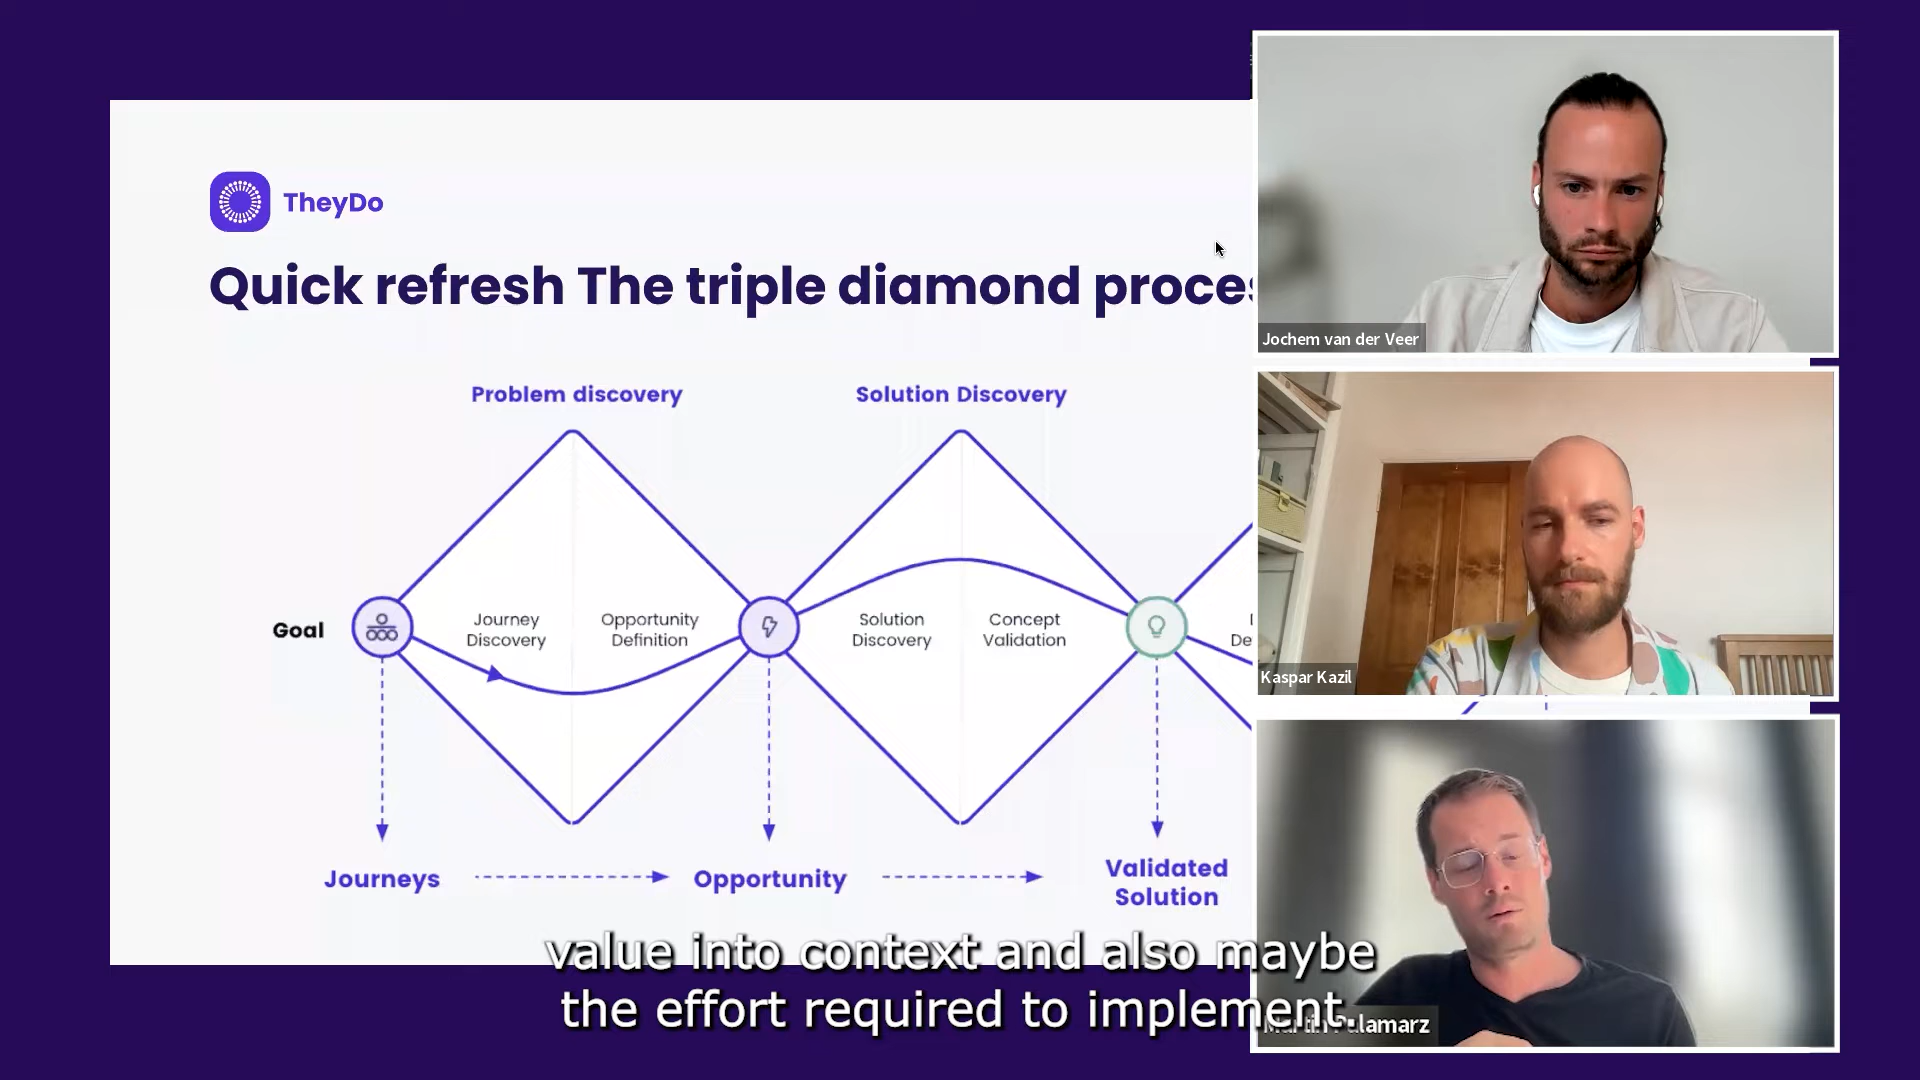 TheyDo
Quick refresh The triple diamond proces
Problem discovery
Solution Discovery
Goal
Journey
Discovery
Opportunity
Definition
Solution
Discovery
Concept
Validation
Journeys
Opportunity
Validated
Solution
Jochem van der Veer
Kaspar Kazil
value into context and also maybe
the effort required to implement.